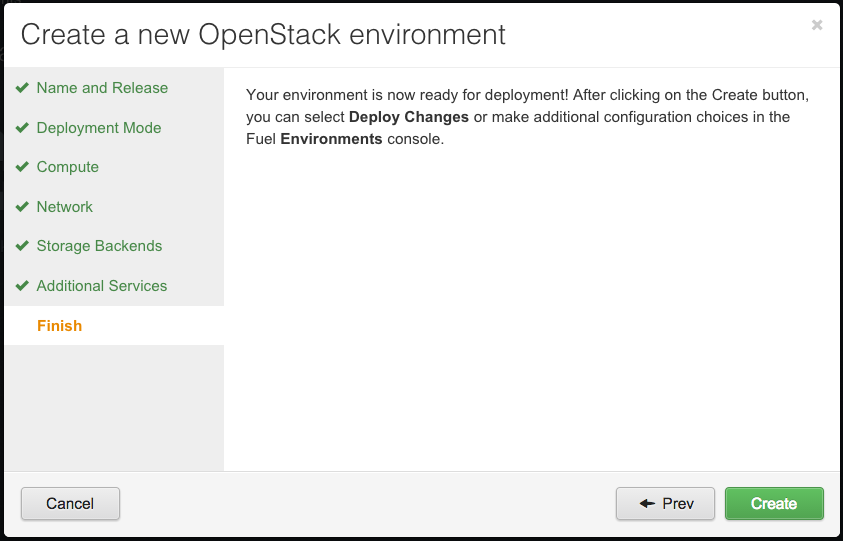 Create a new OpenStack environment
×
Name and Release
Deployment Mode
Compute
Network
Storage Backends
Additional Services
Finish
Your environment is now ready for deployment! After clicking on the Create button,
you can select Deploy Changes or make additional configuration choices in the
Fuel Environments console.
Cancel
Prev
Create